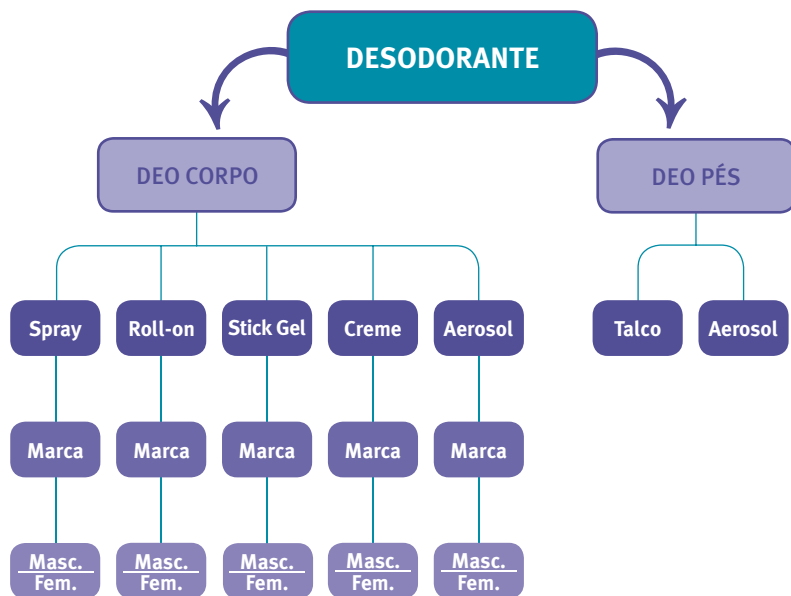 DESODORANTE
DEO CORPO
DEO PÉS
Spray
Roll-on
Stick Gel
Creme
Aerosol
Talco
Aerosol
Marca
Marca
Marca
Marca
Marca
Masc.
Fem.
Masc.
Fem.
Masc.
Fem.
Masc.
Fem.
Masc.
Fem.